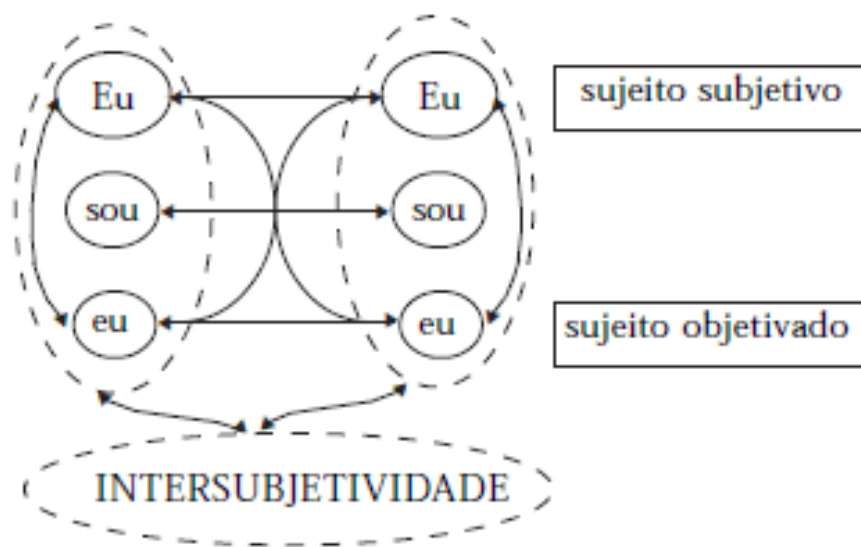 Eu
Eu
sujeito subjetivo
sou
sou
eu
eu
sujeito objetivado
INTERSUBJETIVIDADE